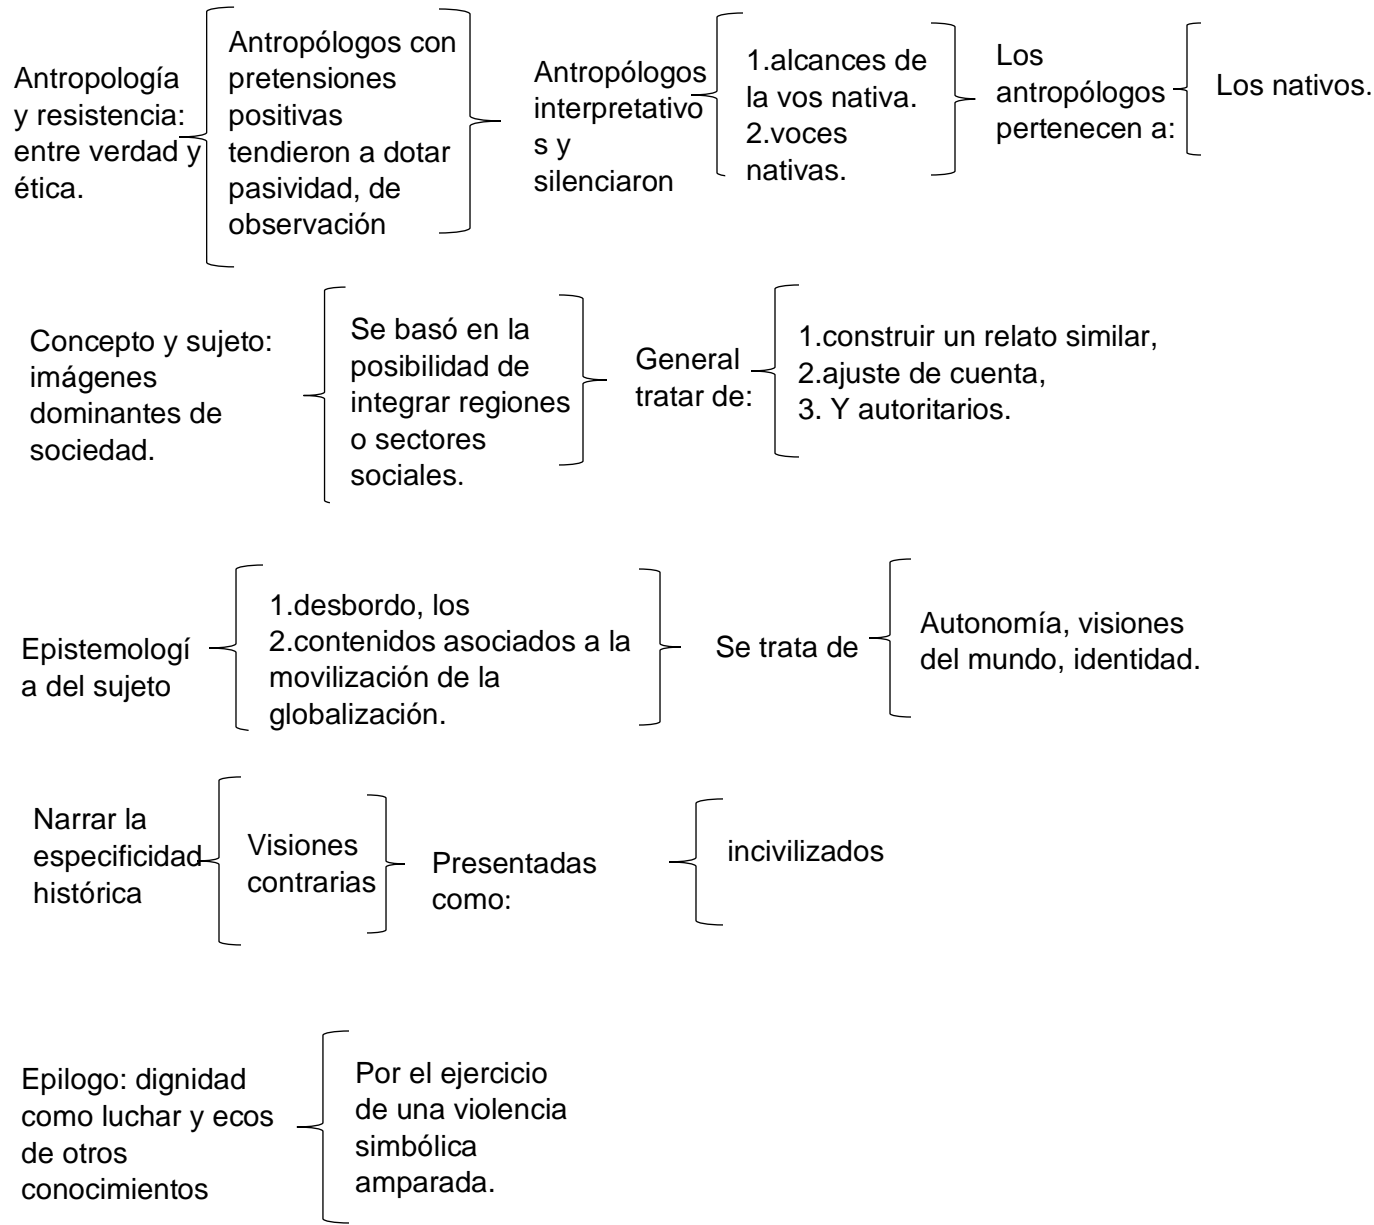 Antropología
y resistencia:
entre verdad y
ética.
Antropólogos con
pretensiones
positivas
tendieron a dotar
pasividad, de
observación
Antropólogos
interpretativo
s y
silenciaron
1.alcances de
la vos nativa.
2.voces
nativas.
Los
antropólogos
pertenecen a:
Los nativos.
Concepto y sujeto:
imágenes
dominantes de
sociedad.
Se basó en la
posibilidad de
integrar regiones
o sectores
sociales.
General
tratar de:
1.construir un relato similar,
2.ajuste de cuenta,
3. Y autoritarios.
Epistemologí
a del sujeto
1.desbordo, los
2.contenidos asociados a la
movilización de la
globalización.
Se trata de
Autonomía, visiones
del mundo, identidad.
Narrar la
especificidad
histórica
Visiones
contrarias
Presentadas
como:
incivilizados
Epilogo: dignidad
como luchar y ecos
de otros
conocimientos
Por el ejercicio
de una violencia
simbólica
amparada.